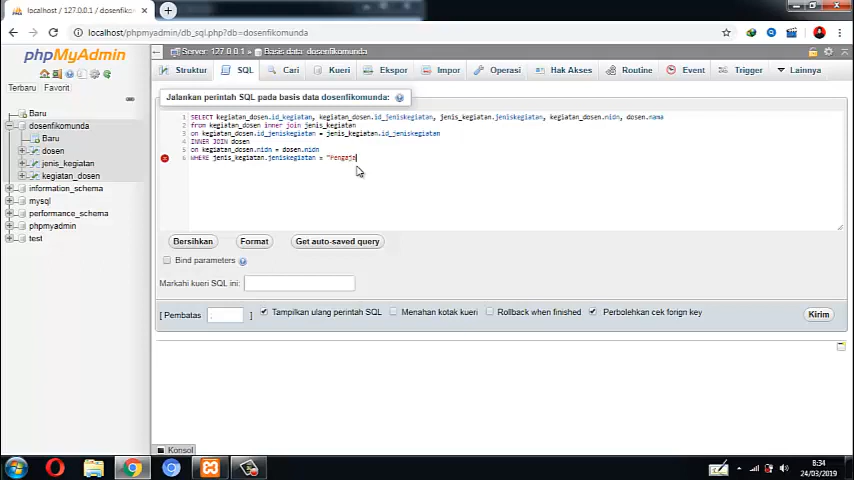 localhost / 127.0.0.1 / dosenfiko
localhost/phpmyadmin/db_sql.php?db=dosenfikomunda
phpMyAdmin
Terbaru Favorit
Baru
dosenfikomunda
Baru
dosen
jenis_kegiatan
kegiatan_dosen
information_schema
mysql
performance_schema
phpmyadmin
test
Server: 127.0.0.1 » Basis data: dosenfikomunda
Struktur SQL Cari Kueri Ekspor Impor Operasi Hak Akses Routine Event Trigger Lainnya
Jalankan perintah SQL pada basis data dosenfikomunda:
1 SELECT kegiatan_dosen.id_kegiatan, kegiatan_dosen.id_jeniskegiatan, jenis_kegiatan.jeniskegiatan, kegiatan_dosen.nidn, dosen.nama
2 from kegiatan_dosen inner join jenis_kegiatan
3 on kegiatan_dosen.id_jeniskegiatan = jenis_kegiatan.id_jeniskegiatan
4 INNER JOIN dosen
5 on kegiatan_dosen.nidn = dosen.nidn
6 WHERE jenis_kegiatan.jeniskegiatan = "Pengaja
Bersihkan Format Get auto-saved query
Bind parameters
Markahi kueri SQL ini:
[ Pembatas ; ] Tampilkan ulang perintah SQL Menahan kotak kueri Rollback when finished Perbolehkan cek forign key Kirim
Konsol
8:34
24/03/2019